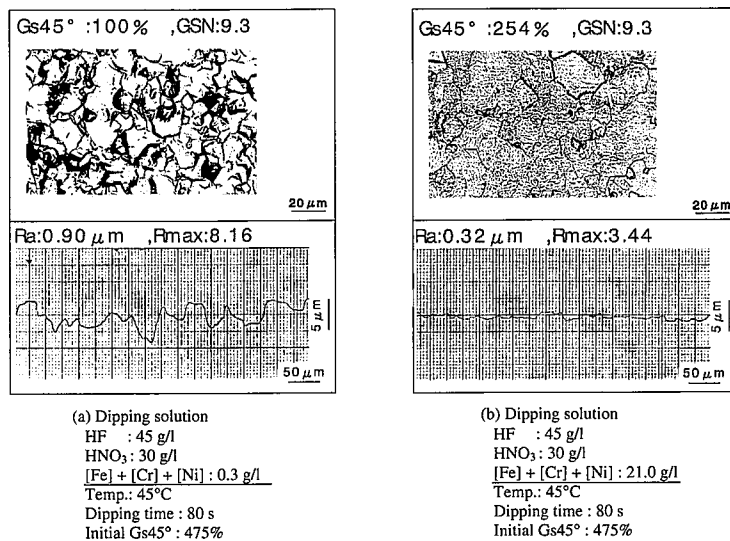 Gs45° :100% ,GSN:9.3
20 μm
Ra:0.90 μm ,Rmax:8.16
5 μm
50 μm
(a) Dipping solution
HF : 45 g/l
HNO₃ : 30 g/l
[Fe] + [Cr] + [Ni] : 0.3 g/l
Temp.: 45°C
Dipping time : 80 s
Initial Gs45° : 475%
Gs45° :254% ,GSN:9.3
20 μm
Ra:0.32 μm ,Rmax:3.44
5 μm
50 μm
(b) Dipping solution
HF : 45 g/l
HNO₃ : 30 g/l
[Fe] + [Cr] + [Ni] : 21.0 g/l
Temp.: 45°C
Dipping time : 80 s
Initial Gs45° : 475%